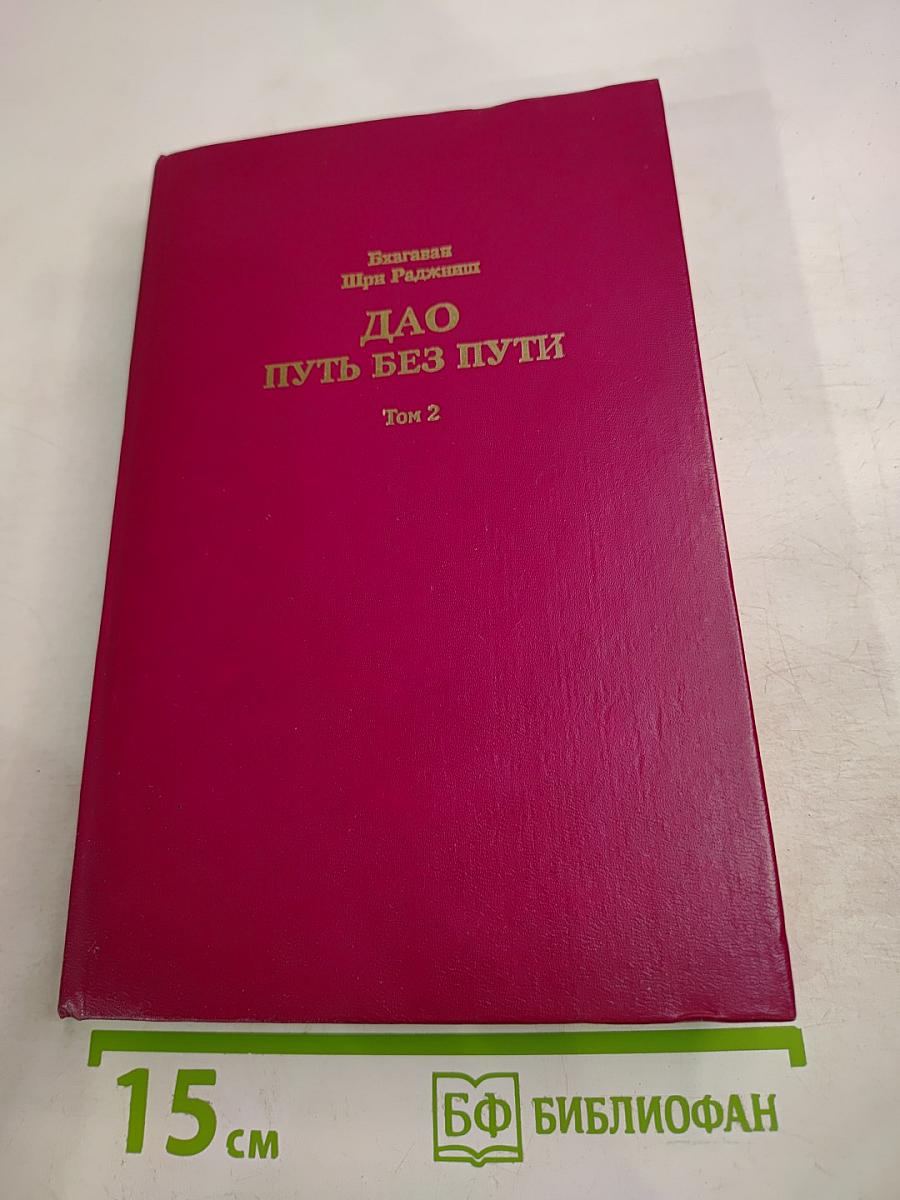 Бхагаван
Шри Раджниш
ДАО
ПУТЬ БЕЗ ПУТИ
Том 2
15 см
БФ БИБЛИОФАН